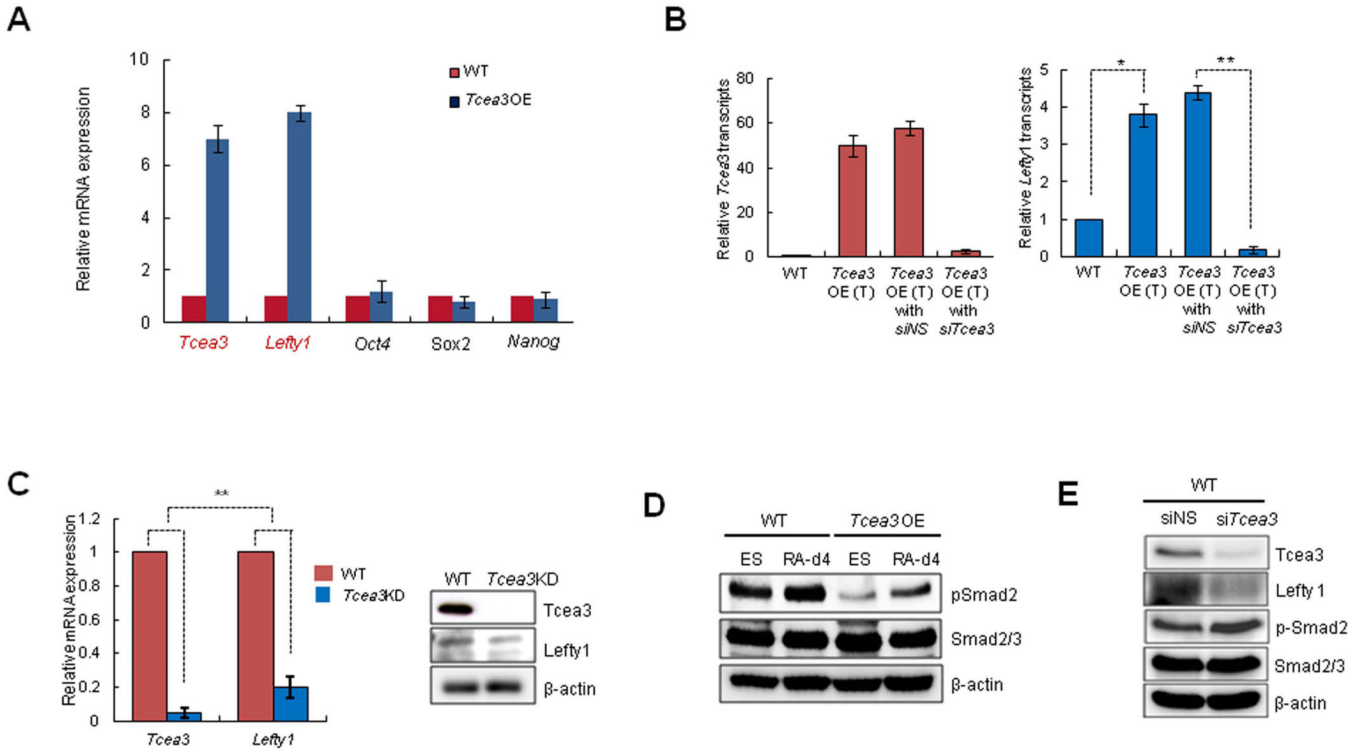 A
Relative mRNA expression
10
8
6
4
2
0
WT
Tcea3OE
Tcea3
Lefty1
Oct4
Sox2
Nanog
B
Relative Tcea3 transcripts
80
60
40
20
0
WT
Tcea3
OE (T)
Tcea3
OE (T)
with
siNS
Tcea3
OE (T)
with
siTcea3
Relative Lefty1 transcripts
5
4
3
2
1
0
*
**
WT
Tcea3
OE (T)
Tcea3
OE (T)
with
siNS
Tcea3
OE (T)
with
siTcea3
C
Relative mRNA expression
1.2
1
0.8
0.6
0.4
0.2
0
**
WT
Tcea3KD
Tcea3
Lefty1
WT Tcea3KD
Tcea3
Lefty1
β-actin
D
WT Tcea3 OE
ES RA-d4 ES RA-d4
pSmad2
Smad2/3
β-actin
E
WT
siNS siTcea3
Tcea3
Lefty 1
p-Smad2
Smad2/3
β-actin